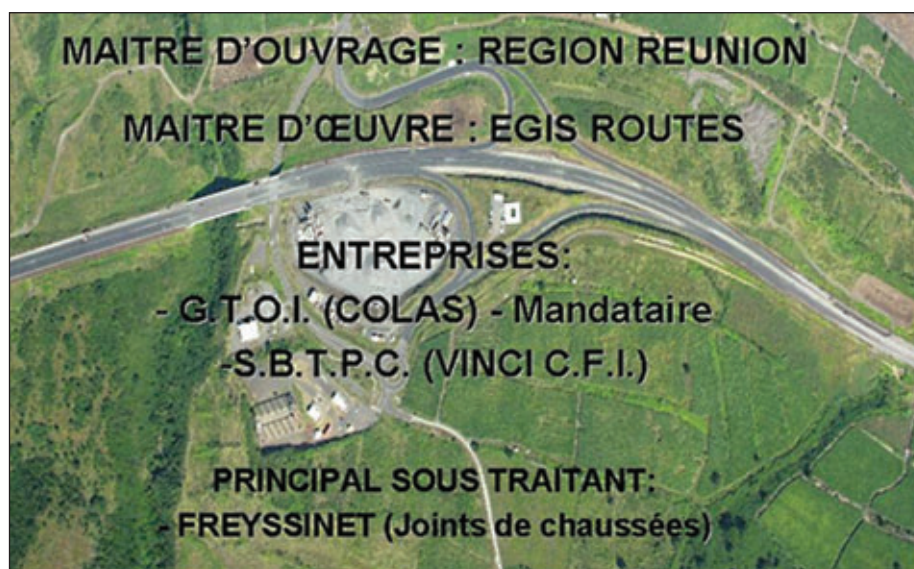 MAITRE D'OUVRAGE : REGION REUNION
MAITRE D'ŒUVRE : EGIS ROUTES
ENTREPRISES:
- G.T.O.I. (COLAS) - Mandataire
-S.B.T.P.C. (VINCI C.F.I.)
PRINCIPAL SOUS TRAITANT:
- FREYSSINET (Joints de chaussées)